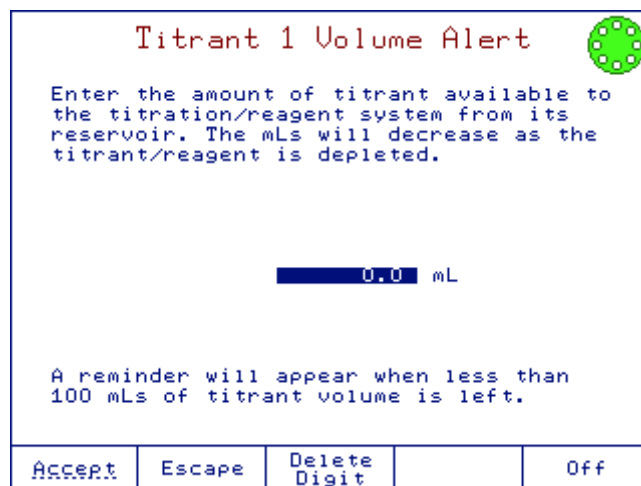 Titrant 1 Volume Alert
Enter the amount of titrant available to
the titration/reagent system from its
reservoir. The mLs will decrease as the
titrant/reagent is depleted.
0.0 mL
A reminder will appear when less than
100 mLs of titrant volume is left.
Accept Escape Delete Digit Off